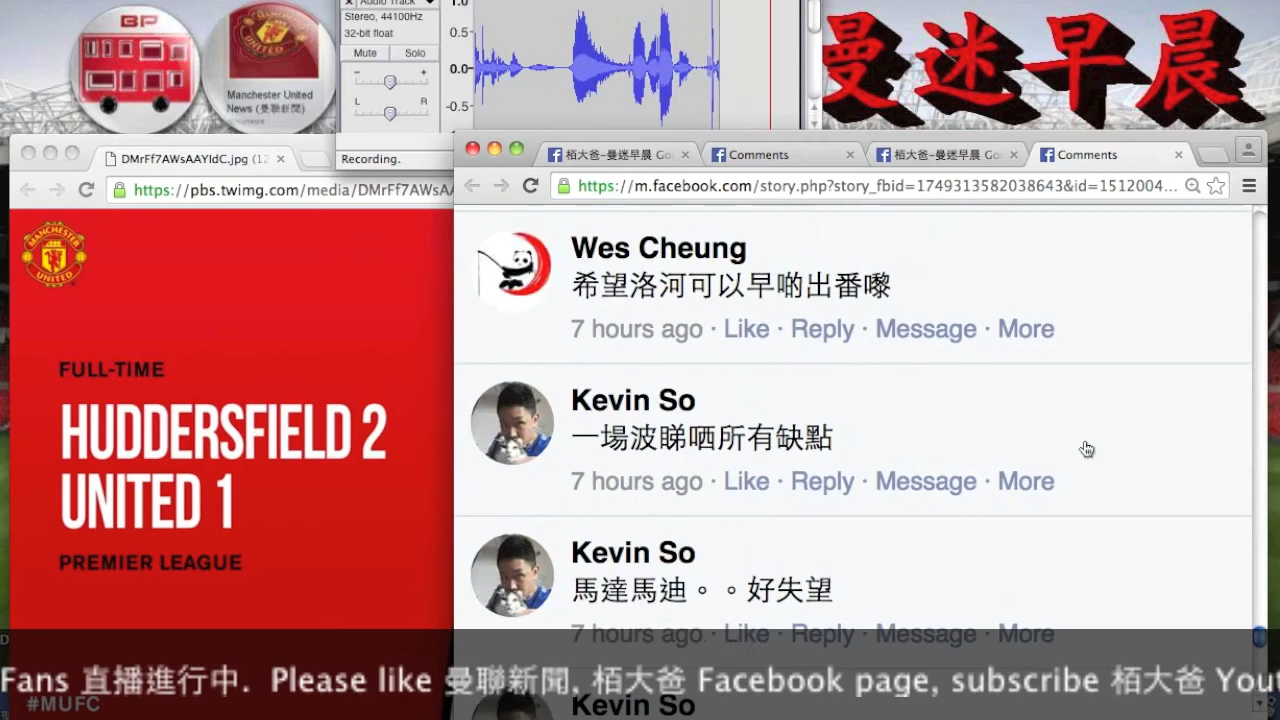 BP
MANCHESTER UNITED
Manchester United
News (曼聯新聞)
Audio Track
Stereo, 44100Hz
32-bit float
Mute
Solo
-
+
L
R
Recording.
1.0
0.5
0.0
-0.5
曼迷早晨
DMrFf7AWsAAYIdC.jpg (12
https://pbs.twimg.com/media/DMrFf7AWsAA
栢大爸-曼迷早晨 Go
Comments
栢大爸-曼迷早晨 Go
Comments
https://m.facebook.com/story.php?story_fbid=1749313582038643&id=1512004...
MANCHESTER
UNITED
FULL-TIME
HUDDERSFIELD 2
UNITED 1
PREMIER LEAGUE
#MUFC
Wes Cheung
希望洛河可以早啲出番嚟
7 hours ago · Like · Reply · Message · More
Kevin So
一場波睇哂所有缺點
7 hours ago · Like · Reply · Message · More
Kevin So
馬達馬迪。。好失望
7 hours ago · Like · Reply · Message · More
Kevin So
Fans 直播進行中. Please like 曼聯新聞, 栢大爸 Facebook page, subscribe 栢大爸 Yout